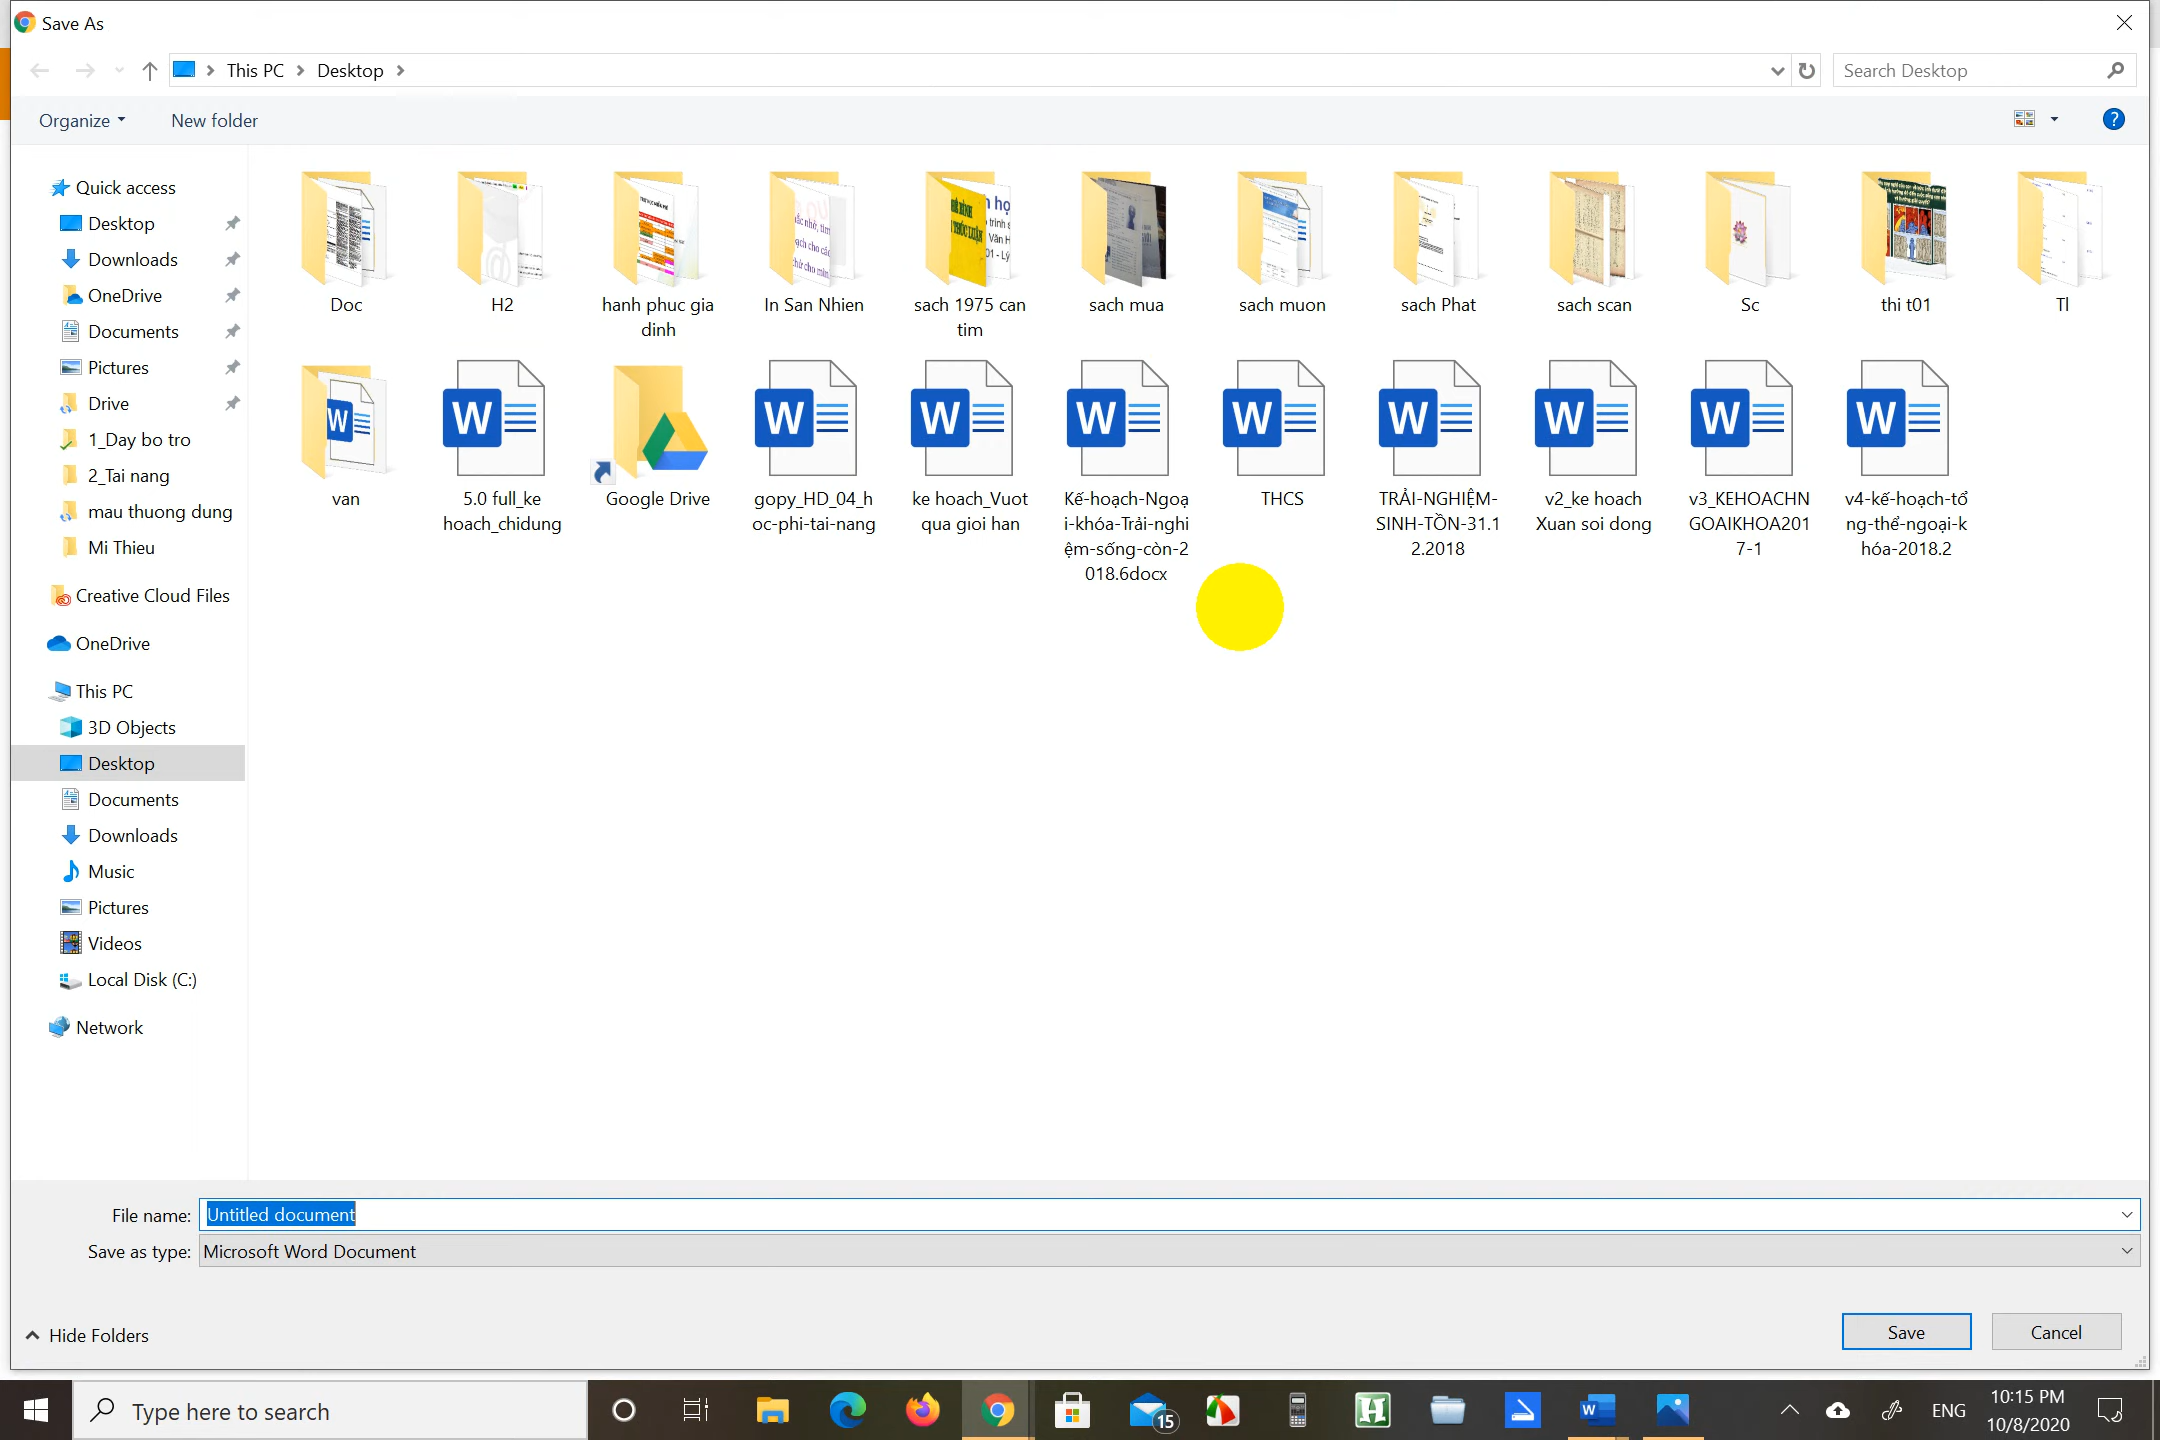 Save As
This PC
Desktop
Search Desktop
Organize
New folder
Quick access
Desktop
Downloads
OneDrive
Documents
Pictures
Drive
1_Day bo tro
2_Tai nang
mau thuong dung
Mi Thieu
Creative Cloud Files
OneDrive
This PC
3D Objects
Desktop
Documents
Downloads
Music
Pictures
Videos
Local Disk (C:)
Network
Doc
H2
hanh phuc gia
dinh
In San Nhien
sach 1975 can
tim
sach mua
sach muon
sach Phat
sach scan
Sc
thi t01
Tl
van
5.0 full_ke
hoach_chidung
Google Drive
gopy_HD_04_h
oc-phi-tai-nang
ke hoach_Vuot
qua gioi han
Kế-hoạch-Ngoạ
i-khóa-Trải-nghi
ệm-sống-còn-2
018.6docx
THCS
TRẢI-NGHIỆM-
SINH-TỒN-31.1
2.2018
v2_ke hoach
Xuan soi dong
v3_KEHOACHN
GOAIKHOA201
7-1
v4-kế-hoạch-tổ
ng-thể-ngoại-k
hóa-2018.2
File name: Untitled document
Save as type: Microsoft Word Document
Hide Folders
Save
Cancel
Type here to search
15
ENG
10:15 PM
10/8/2020